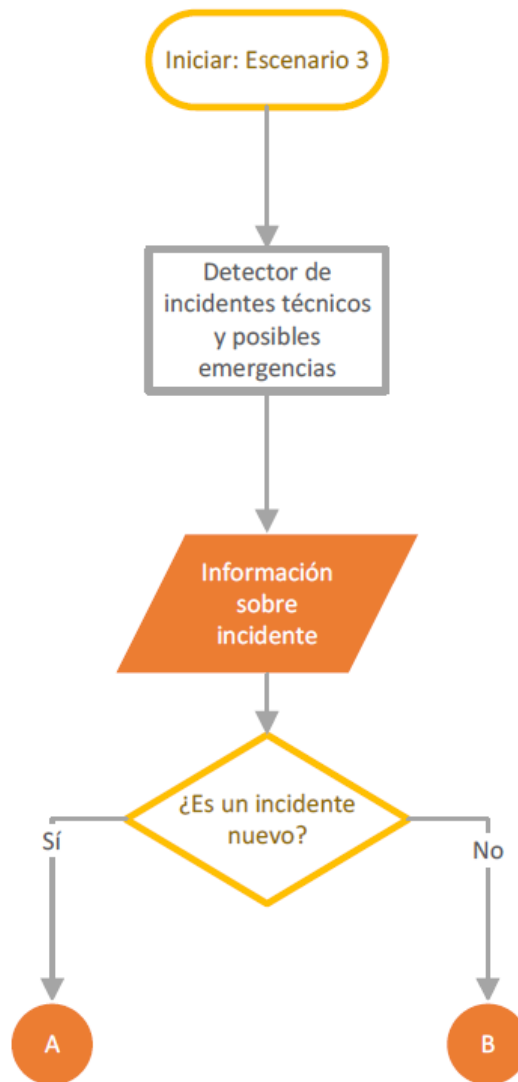 Iniciar: Escenario 3
Detector de
incidentes técnicos
y posibles
emergencias
Información
sobre
incidente
¿Es un incidente
nuevo?
Sí
No
A
B